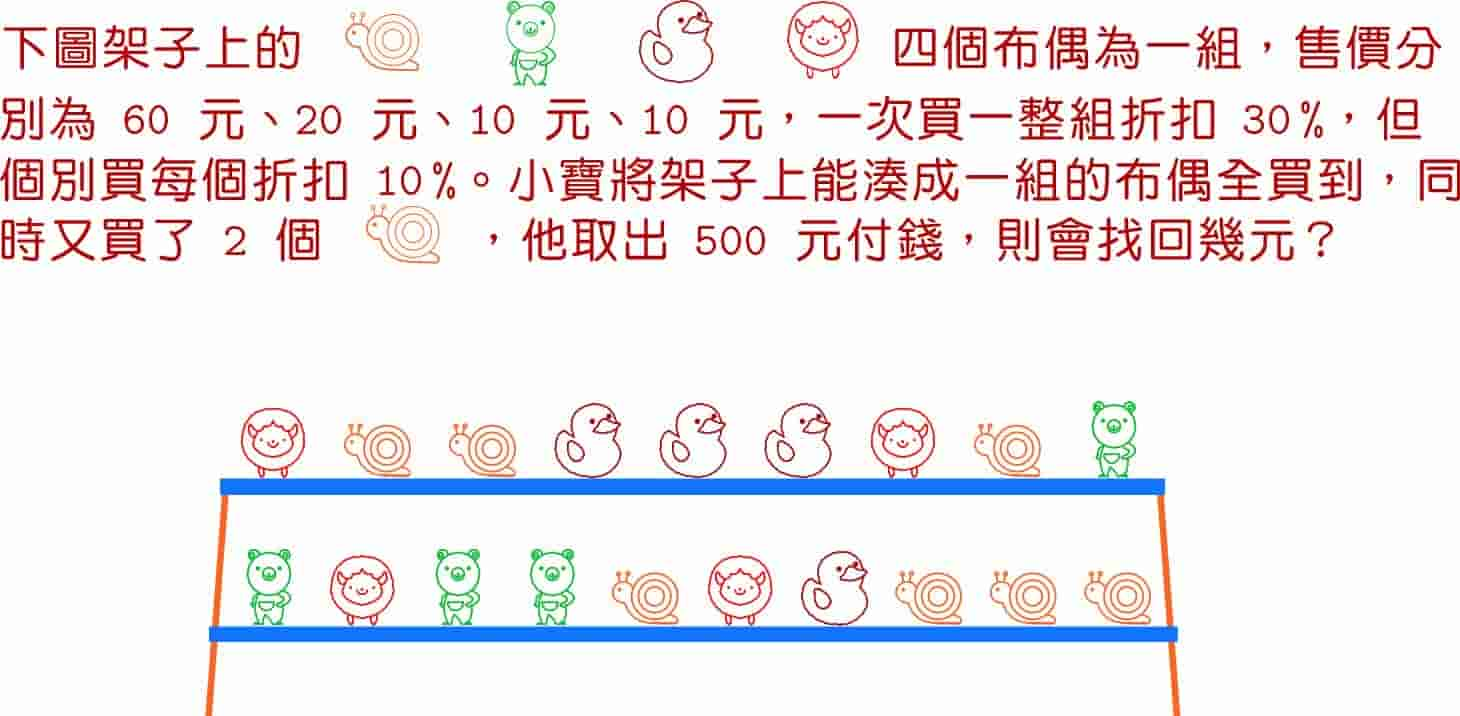 下圖架子上的 四個布偶為一組，售價分
別為 60 元、20 元、10 元、10 元，一次買一整組折扣 30%，但
個別買每個折扣 10%。小寶將架子上能湊成一組的布偶全買到，同
時又買了 2 個 ，他取出 500 元付錢，則會找回幾元？